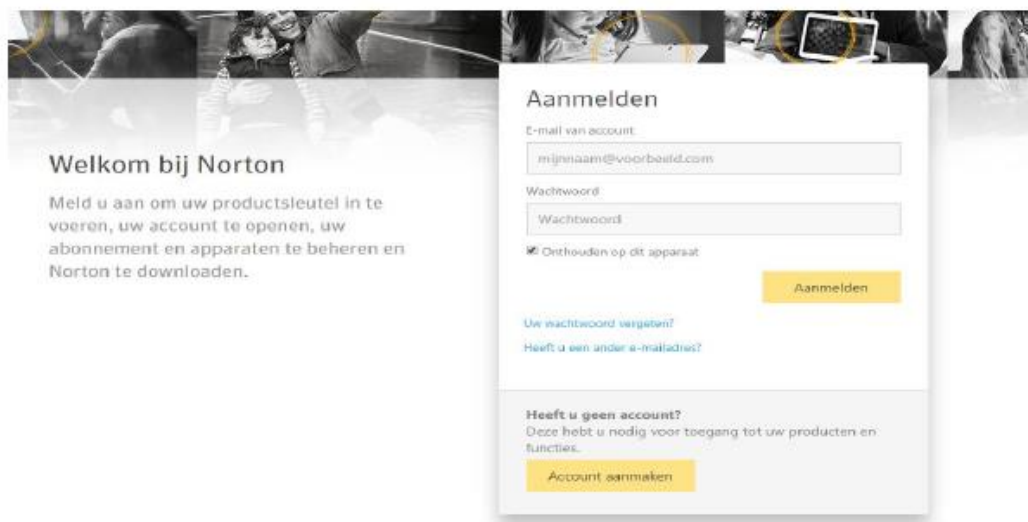 Welkom bij Norton
Meld u aan om uw productsleutel in te
voeren, uw account te openen, uw
abonnement en apparaten te beheren en
Norton te downloaden.
Aanmelden
E-mail van account
mijnnaam@voorbeeld.com
Wachtwoord
Wachtwoord
Onthouden op dit apparaat
Aanmelden
Uw wachtwoord vergeten?
Heeft u een ander e-mailadres?
Heeft u geen account?
Deze hebt u nodig voor toegang tot uw producten en
functies.
Account aanmaken